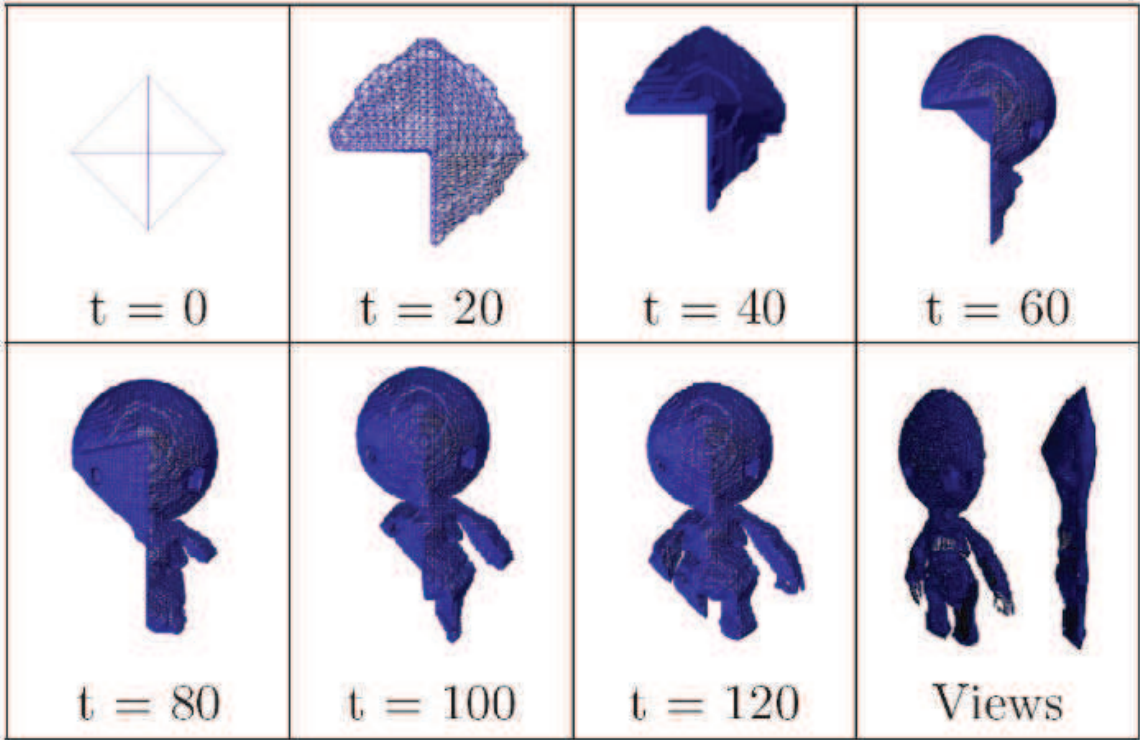 t = 0
t = 20
t = 40
t = 60
t = 80
t = 100
t = 120
Views